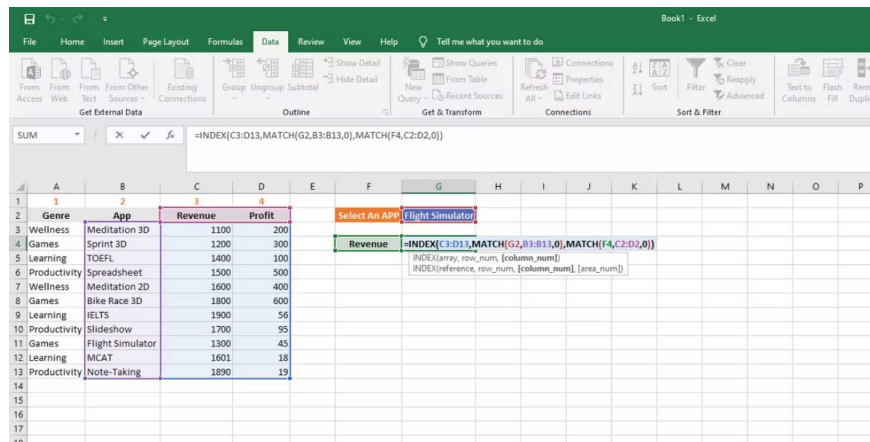 Book1 - Excel
File Home Insert Page Layout Formulas Data Review View Help Tell me what you want to do
From Access
From Web
From Text
From Other Sources
Existing Connections
Get External Data
Group Ungroup Subtotal
Show Detail
Hide Detail
Outline
New Query
Show Queries
From Table
Recent Sources
Get & Transform
Refresh All
Connections
Properties
Edit Links
Connections
Sort Filter
Clear
Reapply
Advanced
Sort & Filter
Text to Columns
Flash Fill
SUM fx =INDEX(C3:D13,MATCH(G2,B3:B13,0),MATCH(F4,C2:D2,0))
A B C D E F G H I J K L M N O P
1 1 2 3 4
2 Genre App Revenue Profit Select An APP Flight Simulator
3 Wellness Meditation 3D 1100 200
4 Games Sprint 3D 1200 300 Revenue =INDEX(C3:D13,MATCH(G2,B3:B13,0),MATCH(F4,C2:D2,0))
5 Learning TOEFL 1400 100 INDEX(array, row_num, [column_num])
6 Productivity Spreadsheet 1500 500 INDEX(reference, row_num, [column_num], [area_num])
7 Wellness Meditation 2D 1600 400
8 Games Bike Race 3D 1800 600
9 Learning IELTS 1900 56
10 Productivity Slideshow 1700 95
11 Games Flight Simulator 1300 45
12 Learning MCAT 1601 18
13 Productivity Note-Taking 1890 19
14
15
16
17